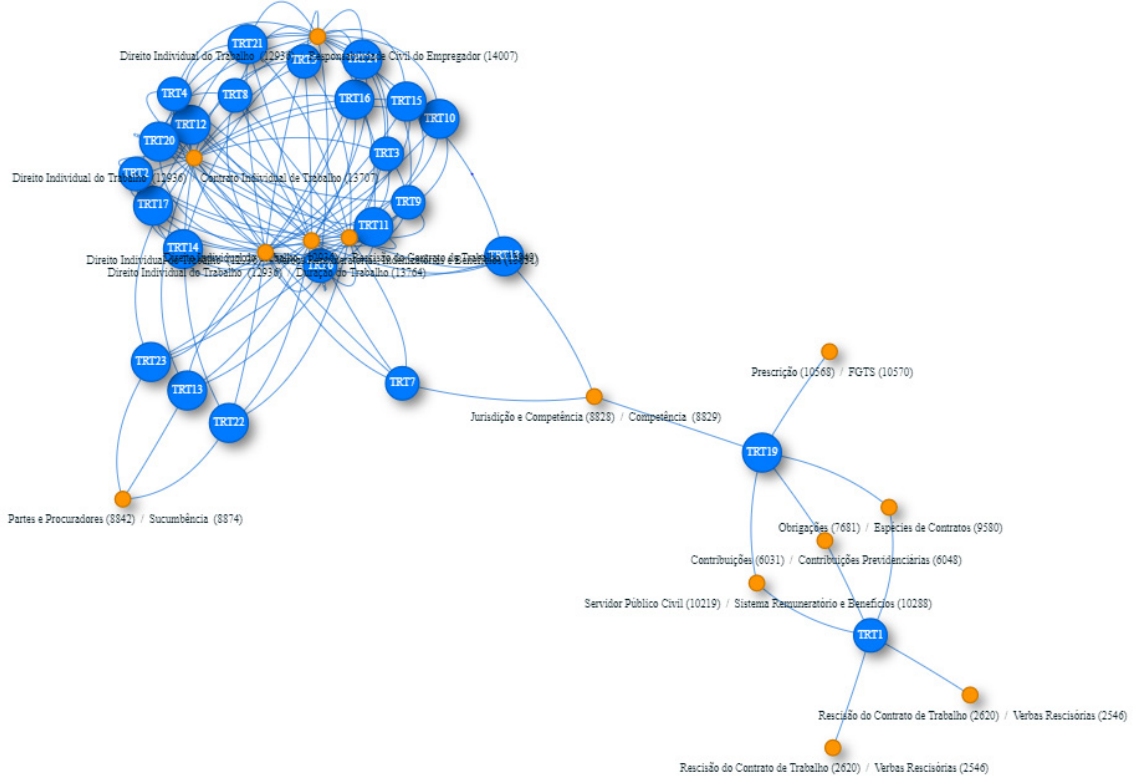 TRT21
Direito Individual do Trabalho (1293 Responsabilidade Civil do Empregador (14007)
TRT5
TRT4
TRT8
TRT16
TRT15
TRT10
TRT12
TRT20
TRT3
TRT2
Direito Individual do Trabalho (12936) / Contrato Individual de Trabalho (13707)
TRT17
TRT9
TRT11
TRT14
Direito Individual do Trabalho (12936) / Duração do Trabalho (13764)
TRT23
TRT7
TRT13
Prescrição (10568) / FGTS (10570)
Jurisdição e Competência (8828) / Competência (8829)
TRT22
TRT19
Partes e Procuradores (8842) / Sucumbência (8874)
Obrigações (7681) / Espécies de Contratos (9580)
Contribuições (6031) / Contribuições Previdenciárias (6048)
Servidor Público Civil (10219) / Sistema Remuneratório e Benefícios (10288)
TRT1
Rescisão do Contrato de Trabalho (2620) / Verbas Rescisórias (2546)
Rescisão do Contrato de Trabalho (2620) / Verbas Rescisórias (2546)